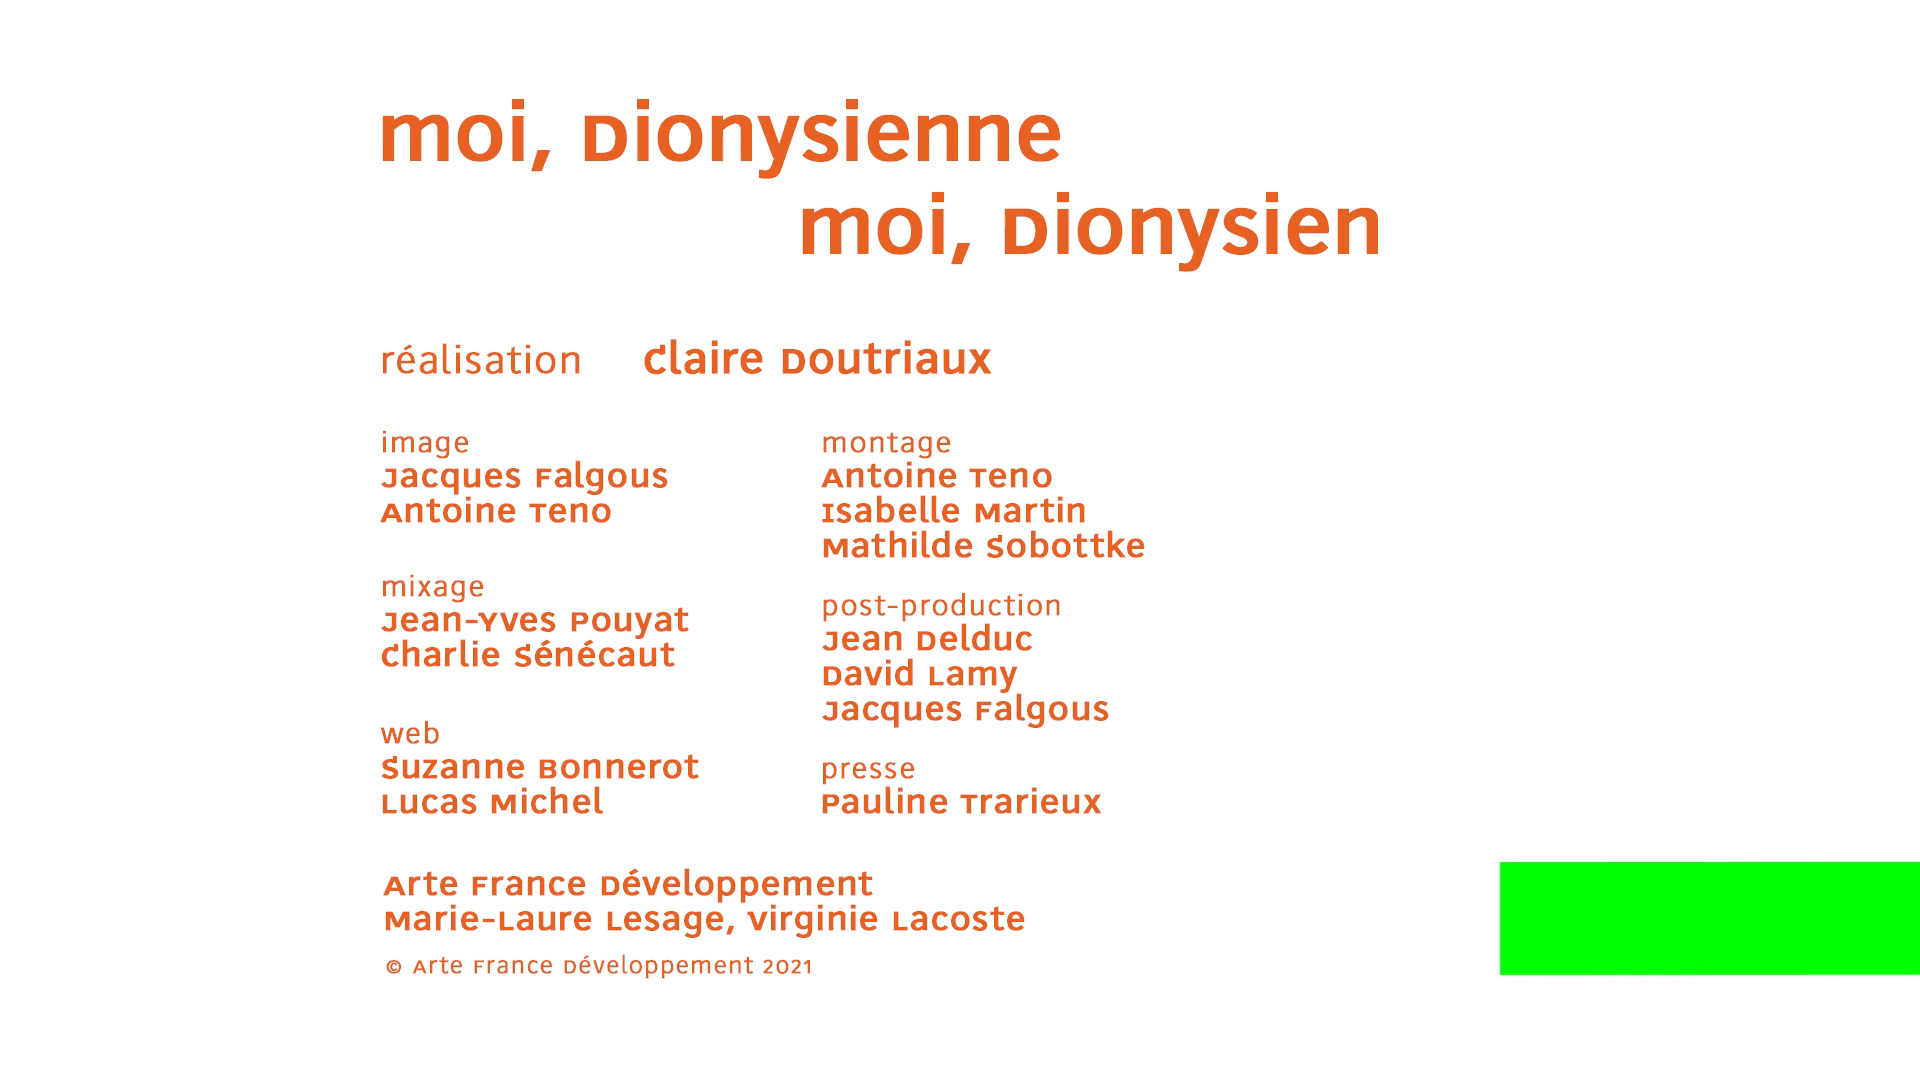 moi, Dionysienne
moi, Dionysien
réalisation Claire Doutriaux
image
Jacques Falgous
Antoine Teno
mixage
Jean-Yves Pouyat
Charlie Sénécaut
web
Suzanne Bonnerot
Lucas Michel
montage
Antoine Teno
Isabelle Martin
Mathilde Sobottke
post-production
Jean Delduc
David Lamy
Jacques Falgous
presse
Pauline Trarieux
Arte France Développement
Marie-Laure Lesage, Virginie Lacoste
© Arte France Développement 2021